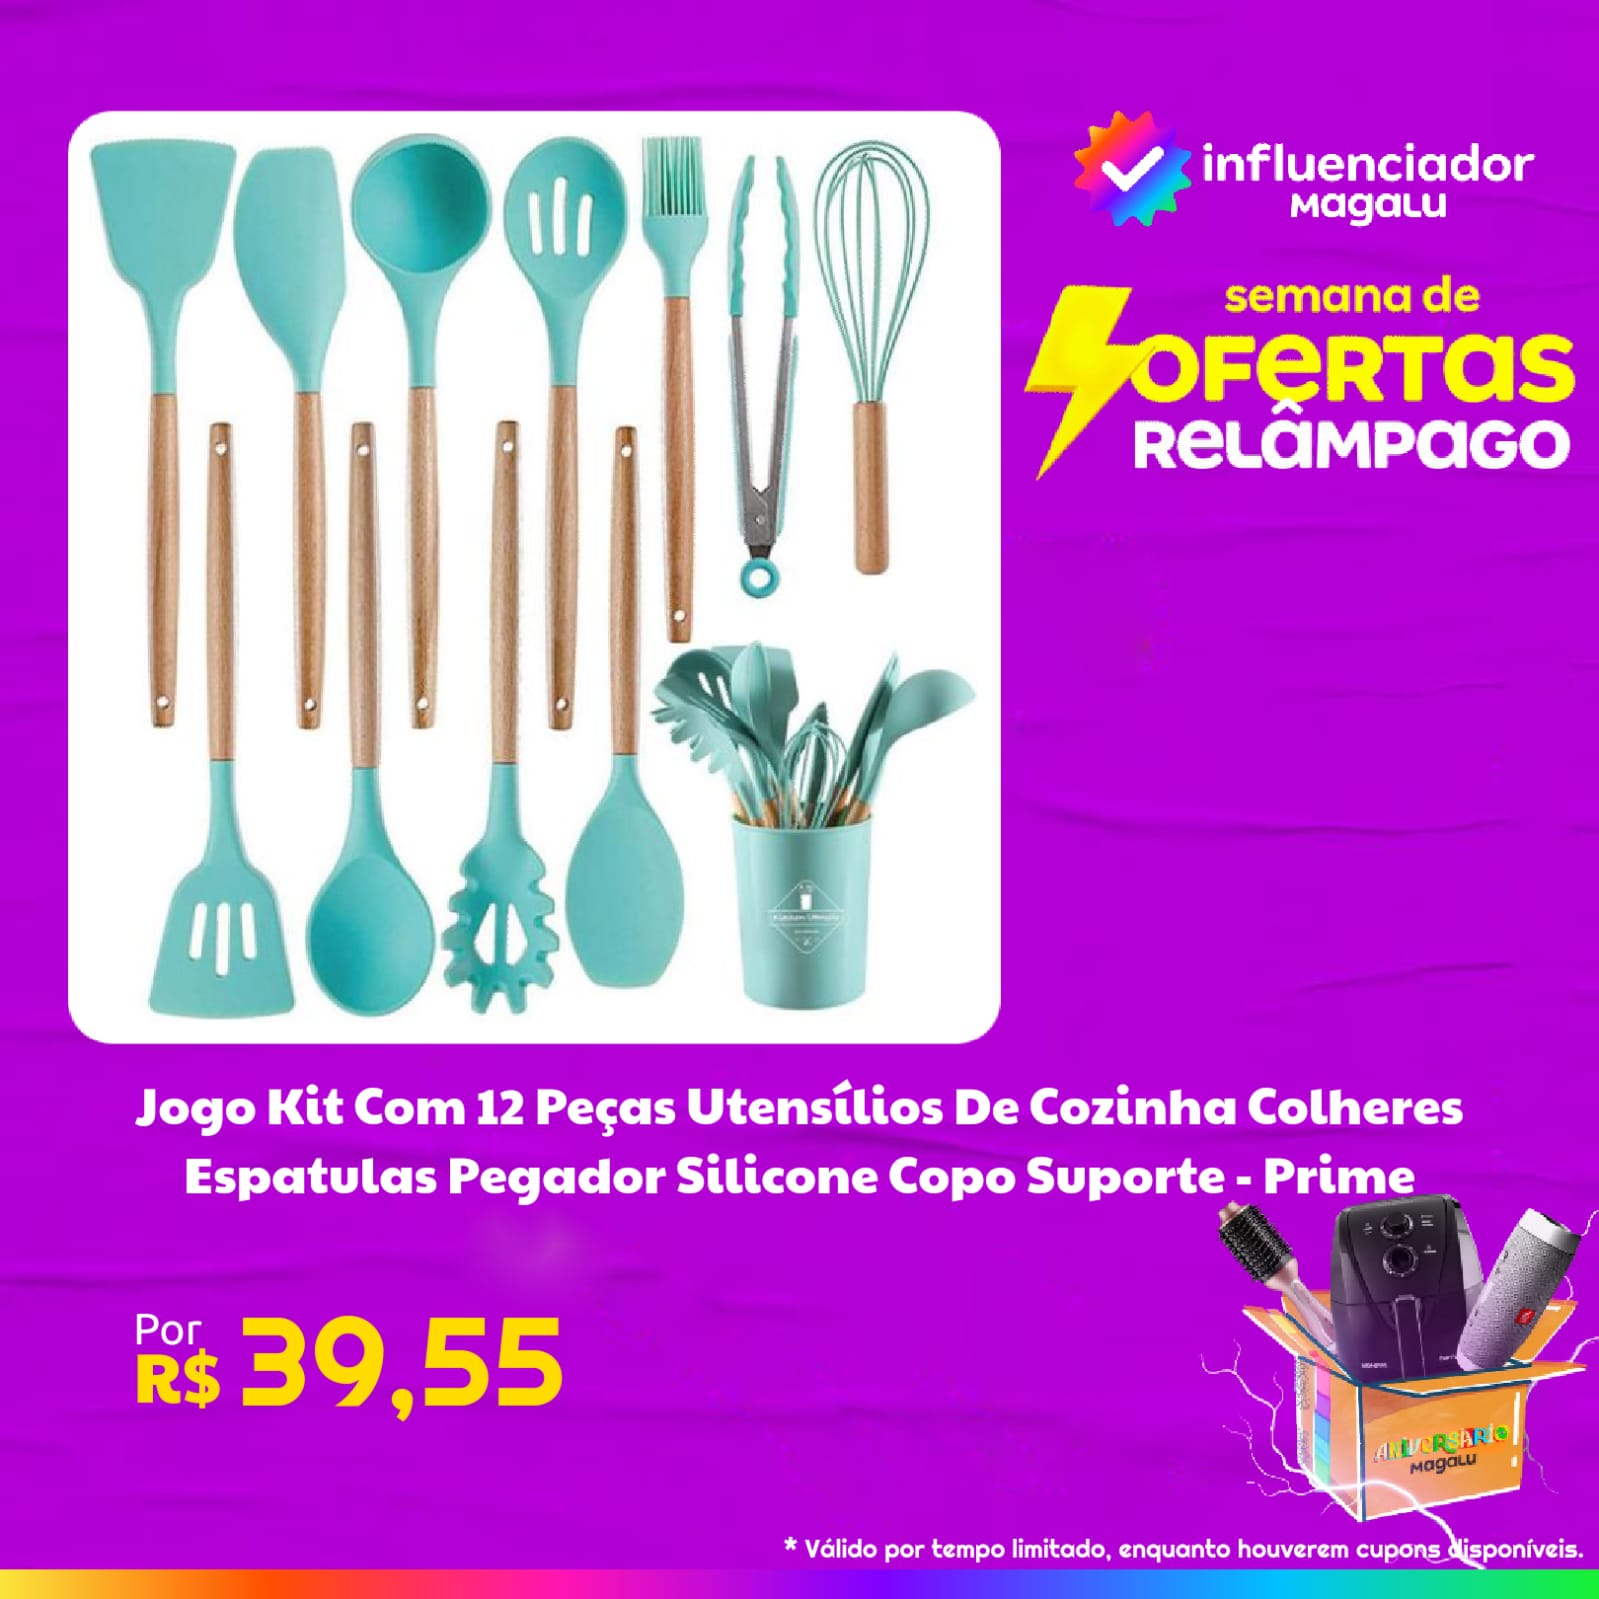 influenciador
Magalu
semana de
OFERTAS
RELÂMPAGO
Jogo Kit Com 12 Peças Utensílios De Cozinha Colheres
Espatulas Pegador Silicone Copo Suporte - Prime
Por
R$ 39,55
ANIVERSÁRIO
Magalu
* Válido por tempo limitado, enquanto houverem cupons disponíveis.